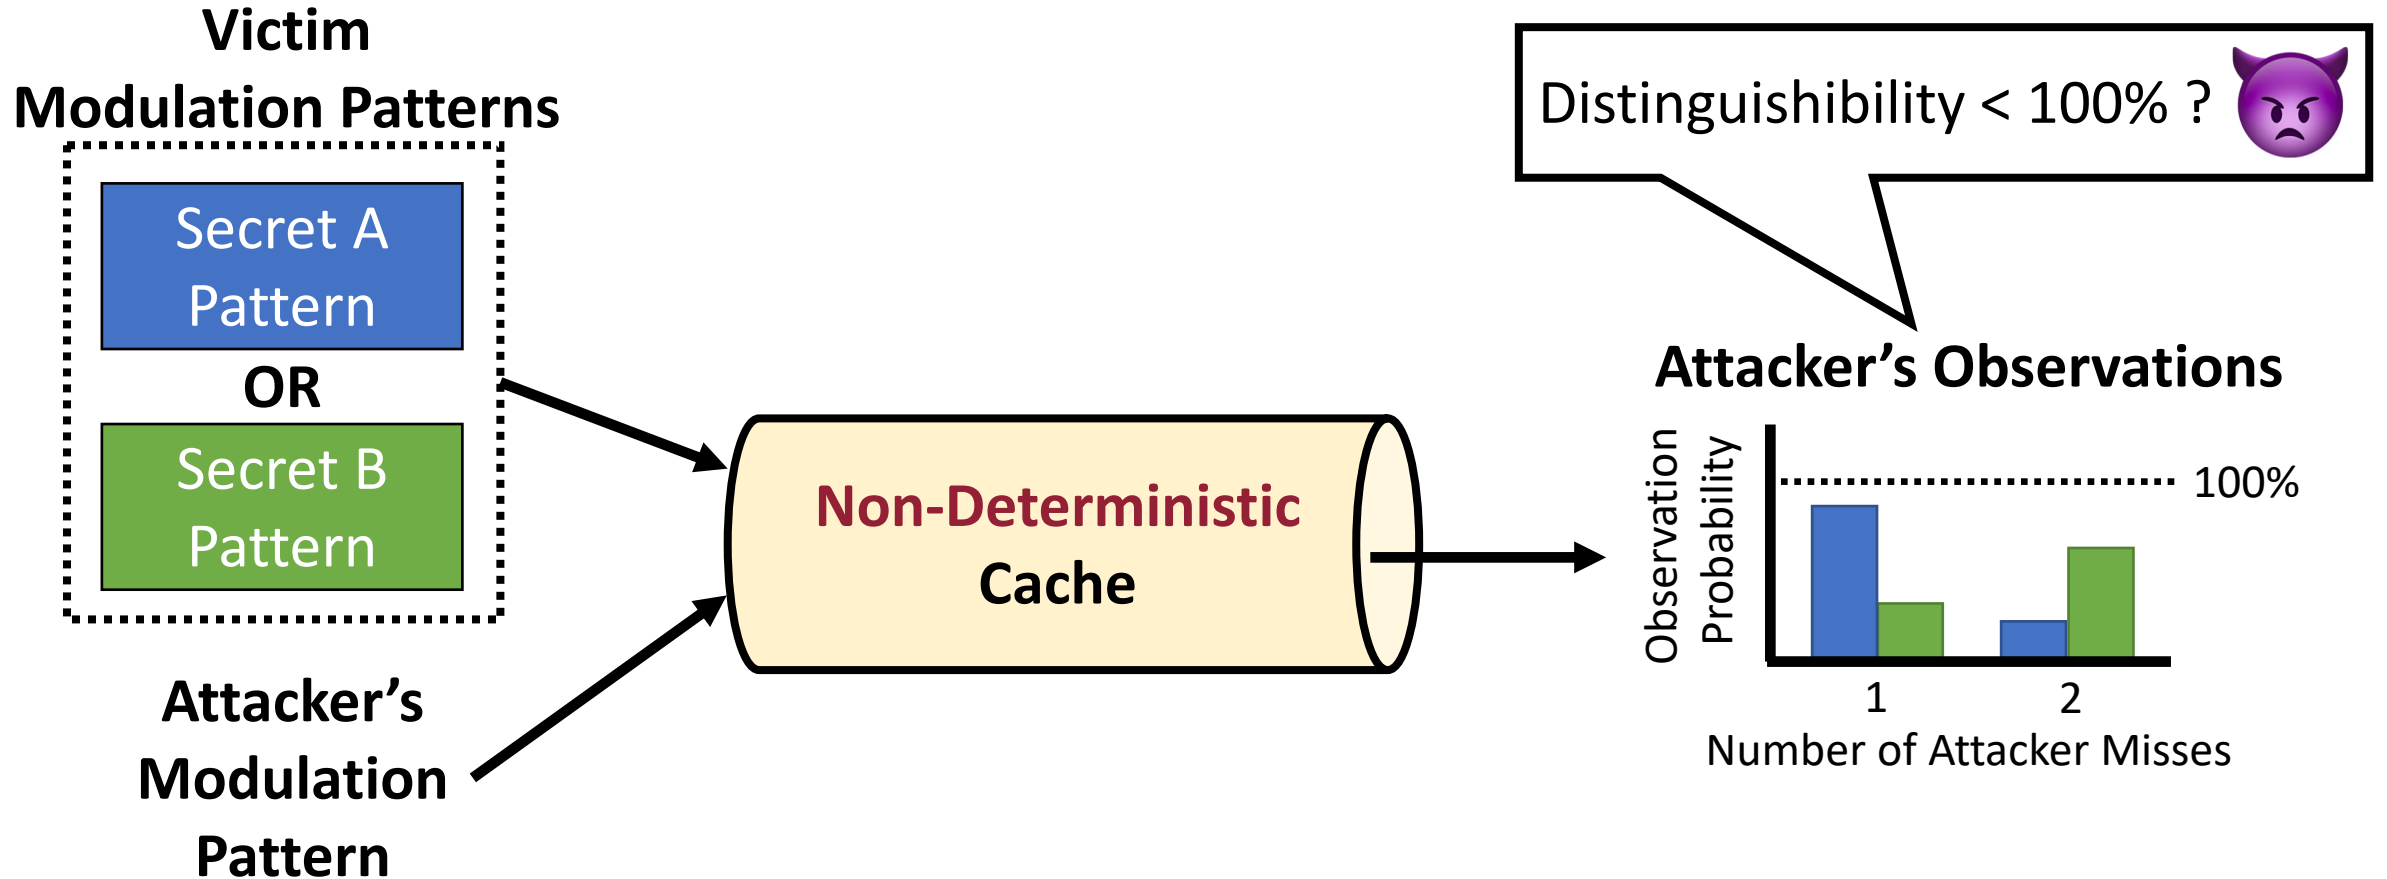 Victim
Modulation Patterns
Secret A
Pattern
OR
Secret B
Pattern
Attacker’s
Modulation
Pattern
Non-Deterministic
Cache
Distinguishibility < 100% ?
Attacker’s Observations
Observation
Probability
100%
1 2
Number of Attacker Misses